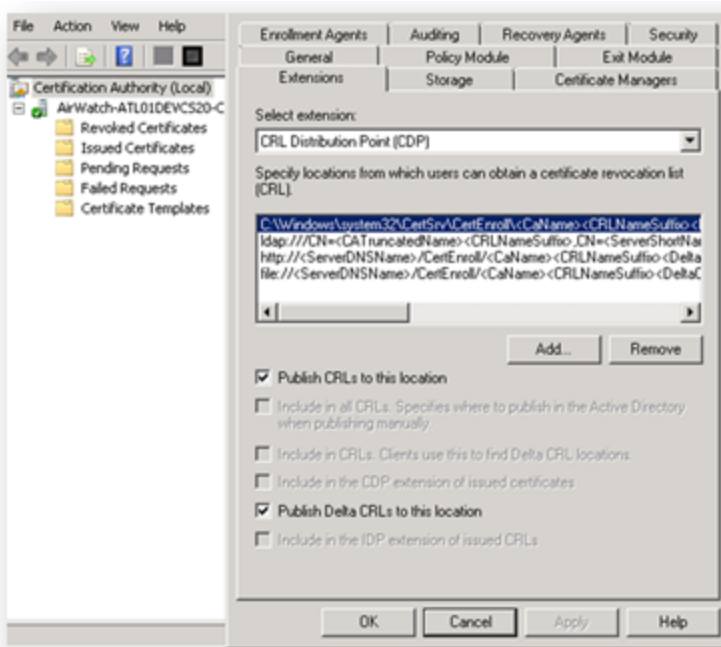 File Action View Help
Certification Authority (Local)
AirWatch-ATL01DEVCS20-C
Revoked Certificates
Issued Certificates
Pending Requests
Failed Requests
Certificate Templates
Enrollment Agents Auditing Recovery Agents Security
General Policy Module Exit Module
Extensions Storage Certificate Managers
Select extension:
CRL Distribution Point (CDP)
Specify locations from which users can obtain a certificate revocation list
(CRL).
C:\Windows\system32\CertSrv\CertEnroll\<CaName><CRLNameSuffix><
ldap:///CN=<CATruncatedName><CRLNameSuffix>,CN=<ServerShortNa
http://<ServerDNSName>/CertEnroll/<CaName><CRLNameSuffix><Delta
file://<ServerDNSName>/CertEnroll/<CaName><CRLNameSuffix><DeltaC
Add... Remove
Publish CRLs to this location
Include in all CRLs. Specifies where to publish in the Active Directory
when publishing manually.
Include in CRLs. Clients use this to find Delta CRL locations.
Include in the CDP extension of issued certificates
Publish Delta CRLs to this location
Include in the IDP extension of issued CRLs
OK Cancel Apply Help